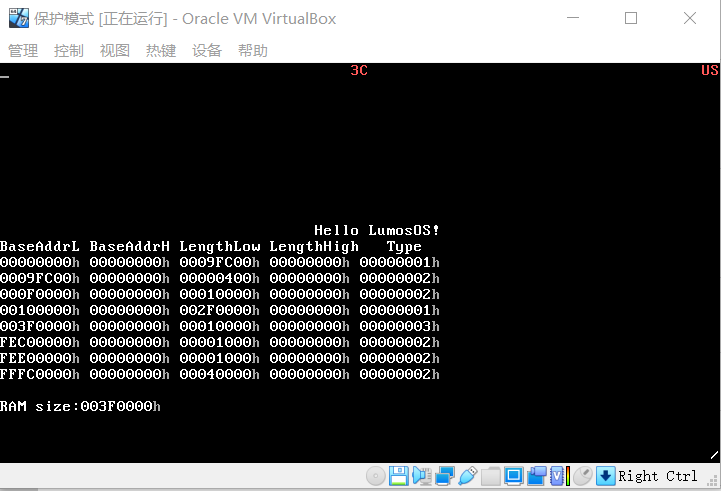 保护模式 [正在运行] - Oracle VM VirtualBox
管理 控制 视图 热键 设备 帮助
_ 3C US
Hello LumosOS!
BaseAddrL BaseAddrH LengthLow LengthHigh Type
00000000h 00000000h 0009FC00h 00000000h 00000001h
0009FC00h 00000000h 00000400h 00000000h 00000002h
000F0000h 00000000h 00010000h 00000000h 00000002h
00100000h 00000000h 002F0000h 00000000h 00000001h
003F0000h 00000000h 00010000h 00000000h 00000003h
FEC00000h 00000000h 00001000h 00000000h 00000002h
FEE00000h 00000000h 00001000h 00000000h 00000002h
FFFC0000h 00000000h 00040000h 00000000h 00000002h
RAM size:003F0000h
/
Right Ctrl